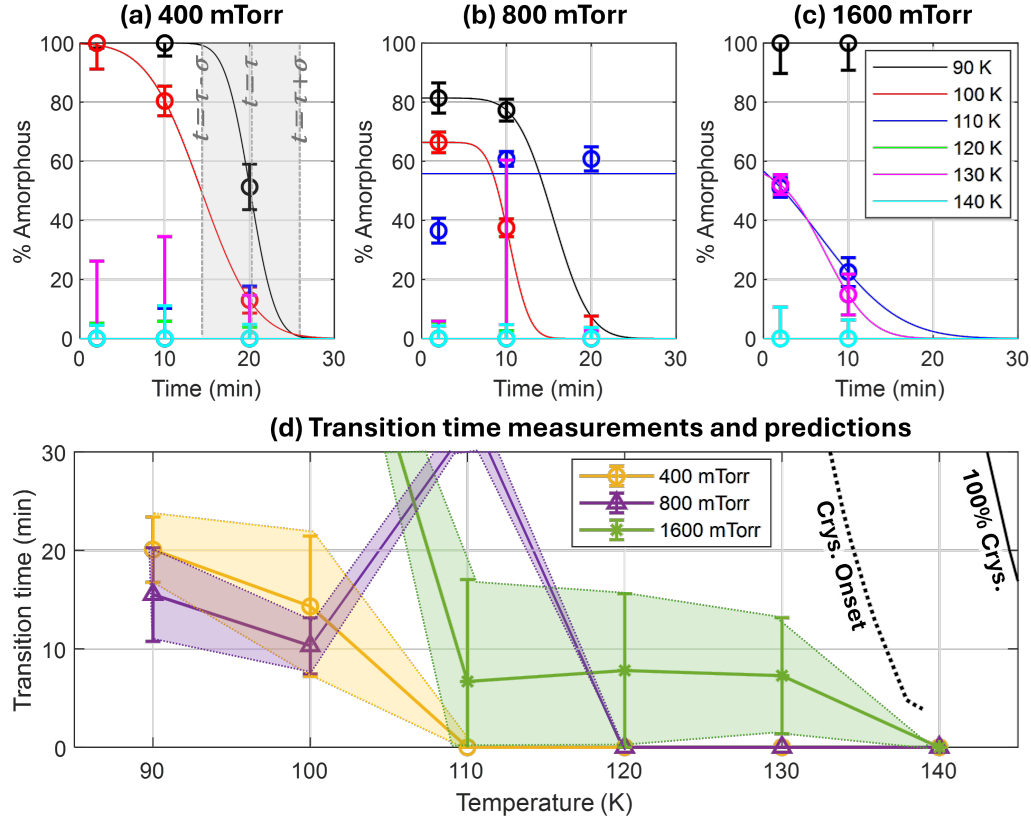 (a) 400 mTorr
(b) 800 mTorr
(c) 1600 mTorr
100
80
60
40
20
0
% Amorphous
t=τ-σ
t=τ
t=τ+σ
0 10 20 30
Time (min)
100
80
60
40
20
0
% Amorphous
0 10 20 30
Time (min)
100
80
60
40
20
0
% Amorphous
90 K
100 K
110 K
120 K
130 K
140 K
0 10 20 30
Time (min)
(d) Transition time measurements and predictions
30
20
10
0
Transition time (min)
400 mTorr
800 mTorr
1600 mTorr
Crys. Onset
100% Crys.
90 100 110 120 130 140
Temperature (K)